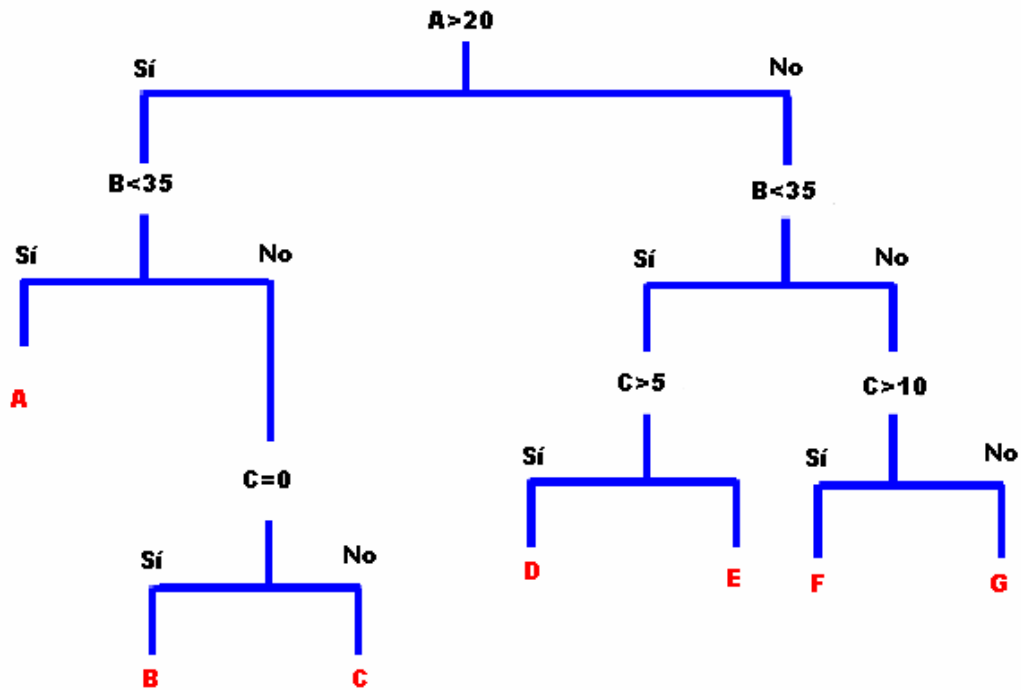 A>20
Sí
No
B<35
B<35
Sí
No
Sí
No
C>5
C>10
A
C=0
Sí
Sí
No
Sí
No
D
E
F
G
B
C